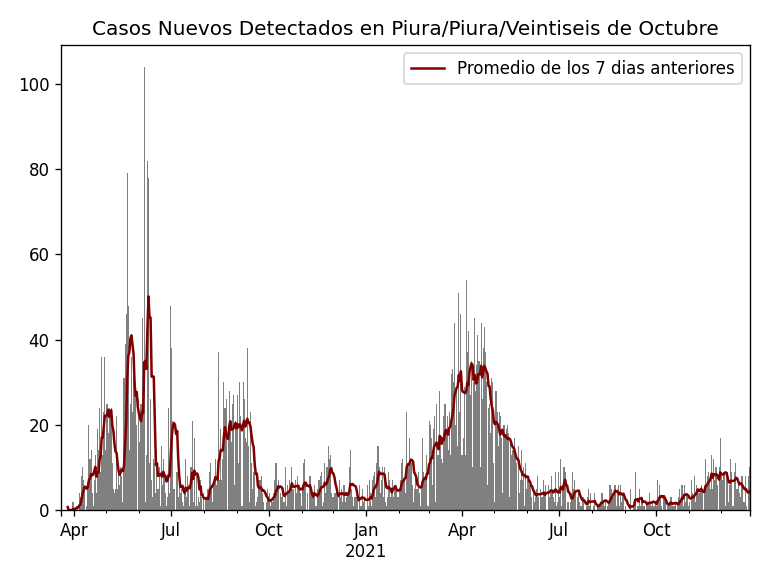 Casos Nuevos Detectados en Piura/Piura/Veintiseis de Octubre
Promedio de los 7 dias anteriores
100
80
60
40
20
0
Apr Jul Oct Jan Apr Jul Oct
2021